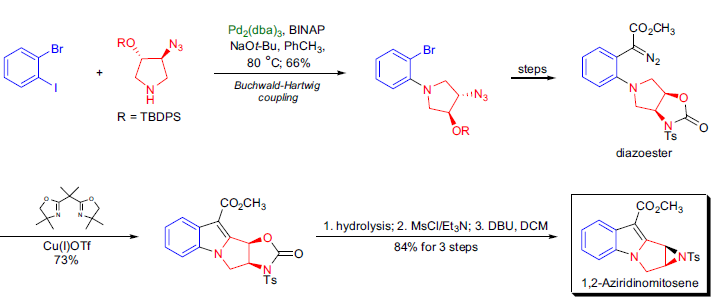 Br
I
+
RO
N₃
N
H
R = TBDPS
Pd₂(dba)₃, BINAP
NaOt-Bu, PhCH₃,
80 °C; 66%
Buchwald-Hartwig
coupling
Br
N
N₃
OR
steps
CO₂CH₃
N₂
N
O
O
N
Ts
diazoester
O
O
N
N
Cu(I)OTf
73%
CO₂CH₃
O
O
N
N
Ts
1. hydrolysis; 2. MsCl/Et₃N; 3. DBU, DCM
84% for 3 steps
CO₂CH₃
N
NTs
1,2-Aziridinomitosene